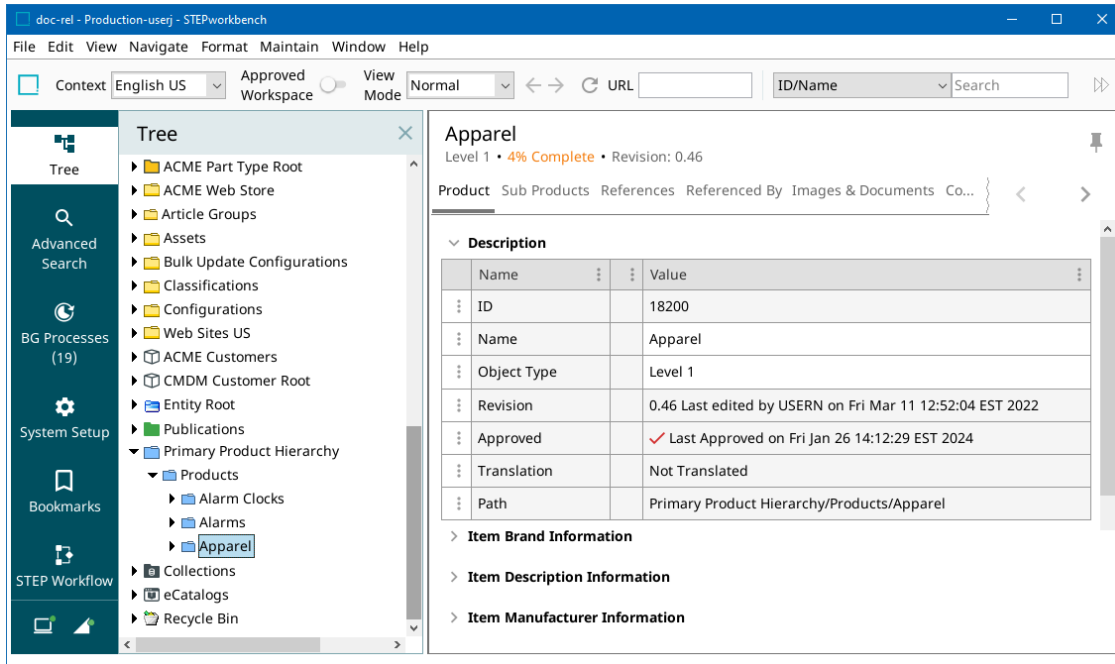 doc-rel - Production-userj - STEPworkbench
File Edit View Navigate Format Maintain Window Help
Context English US Approved Workspace View Mode Normal URL ID/Name Search
Tree
Advanced Search
BG Processes (19)
System Setup
Bookmarks
STEP Workflow
Tree
ACME Part Type Root
ACME Web Store
Article Groups
Assets
Bulk Update Configurations
Classifications
Configurations
Web Sites US
ACME Customers
CMDM Customer Root
Entity Root
Publications
Primary Product Hierarchy
Products
Alarm Clocks
Alarms
Apparel
Collections
eCatalogs
Recycle Bin
Apparel
Level 1 • 4% Complete • Revision: 0.46
Product Sub Products References Referenced By Images & Documents Co...
Description
Name Value
ID 18200
Name Apparel
Object Type Level 1
Revision 0.46 Last edited by USERN on Fri Mar 11 12:52:04 EST 2022
Approved Last Approved on Fri Jan 26 14:12:29 EST 2024
Translation Not Translated
Path Primary Product Hierarchy/Products/Apparel
Item Brand Information
Item Description Information
Item Manufacturer Information